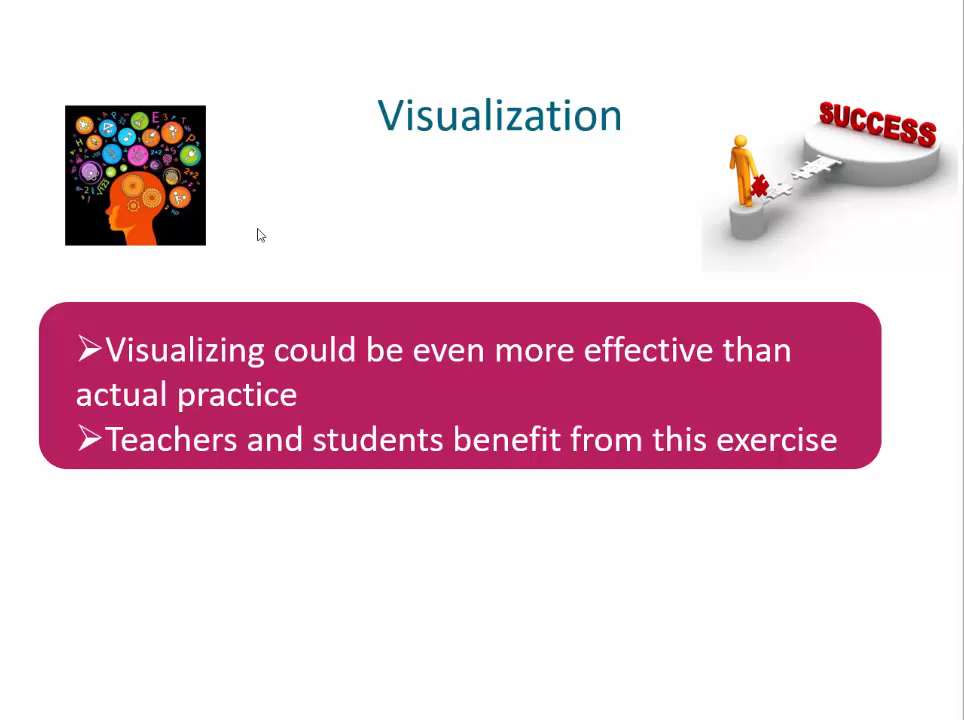 Visualization
SUCCESS
➢Visualizing could be even more effective than
actual practice
➢Teachers and students benefit from this exercise